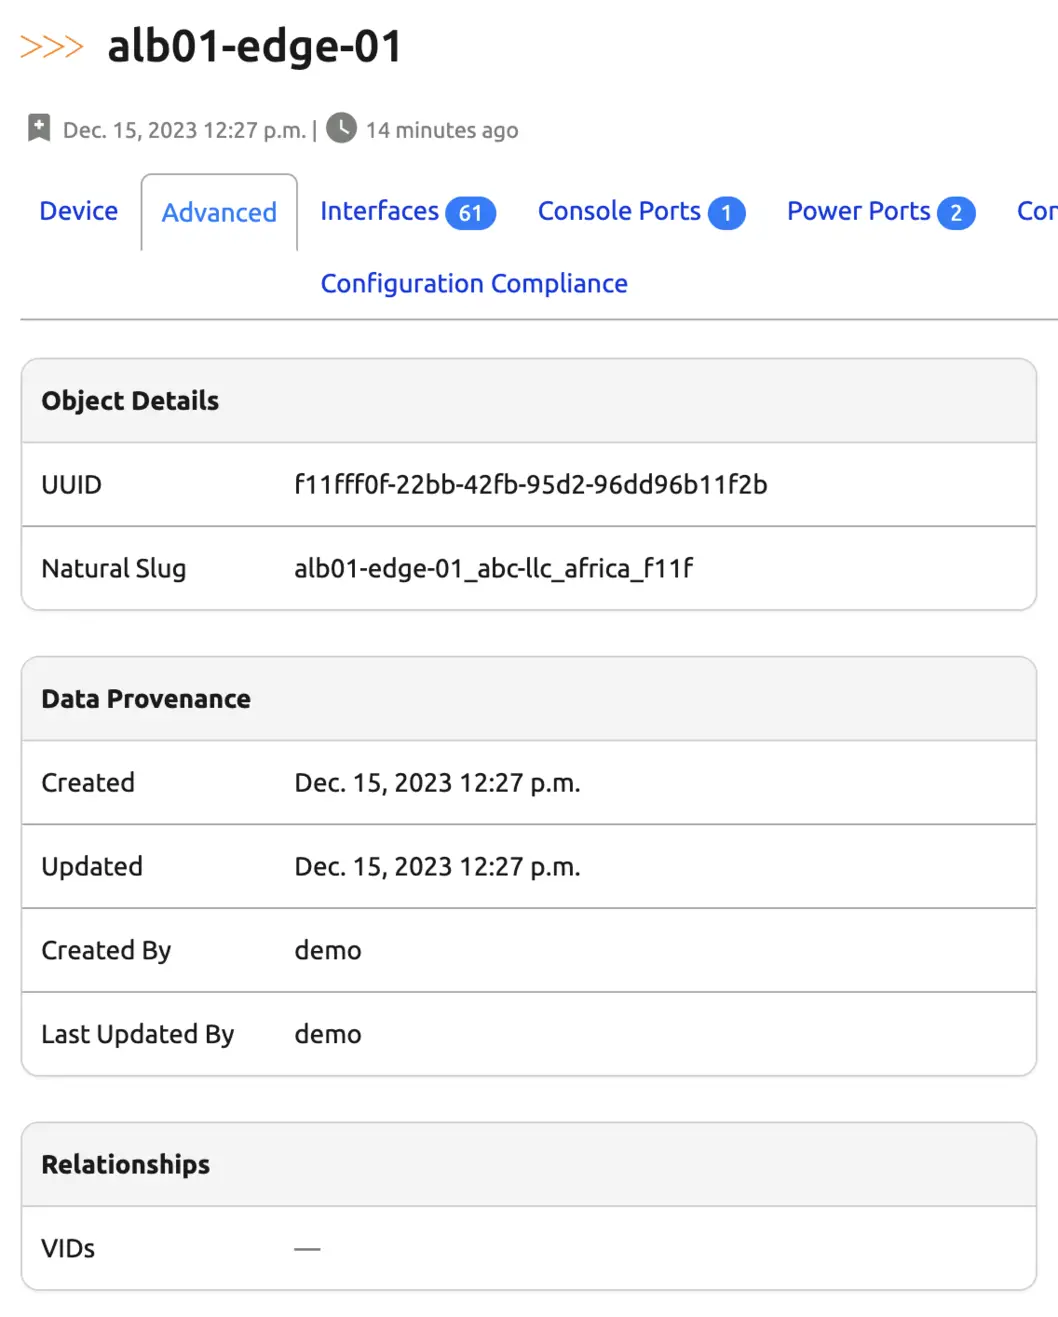 >>> alb01-edge-01
Dec. 15, 2023 12:27 p.m. | 14 minutes ago
Device Advanced Interfaces 61 Console Ports 1 Power Ports 2
Configuration Compliance
Object Details
UUID f11fff0f-22bb-42fb-95d2-96dd96b11f2b
Natural Slug alb01-edge-01_abc-llc_africa_f11f
Data Provenance
Created Dec. 15, 2023 12:27 p.m.
Updated Dec. 15, 2023 12:27 p.m.
Created By demo
Last Updated By demo
Relationships
VIDs —